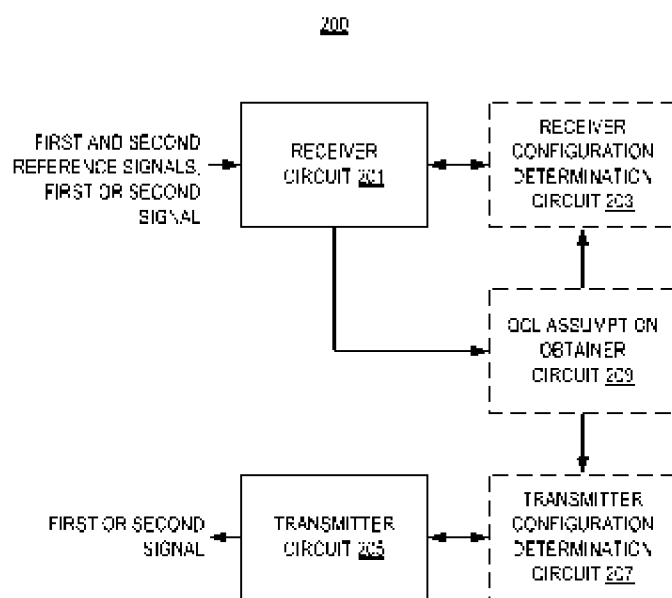 200
FIRST AND SECOND
REFERENCE SIGNALS,
FIRST OR SECOND
SIGNAL
RECEIVER
CIRCUIT 201
RECEIVER
CONFIGURATION
DETERMINATION
CIRCUIT 203
QCL ASSUMPTION
OBTAINER
CIRCUIT 209
FIRST OR SECOND
SIGNAL
TRANSMITTER
CIRCUIT 205
TRANSMITTER
CONFIGURATION
DETERMINATION
CIRCUIT 207